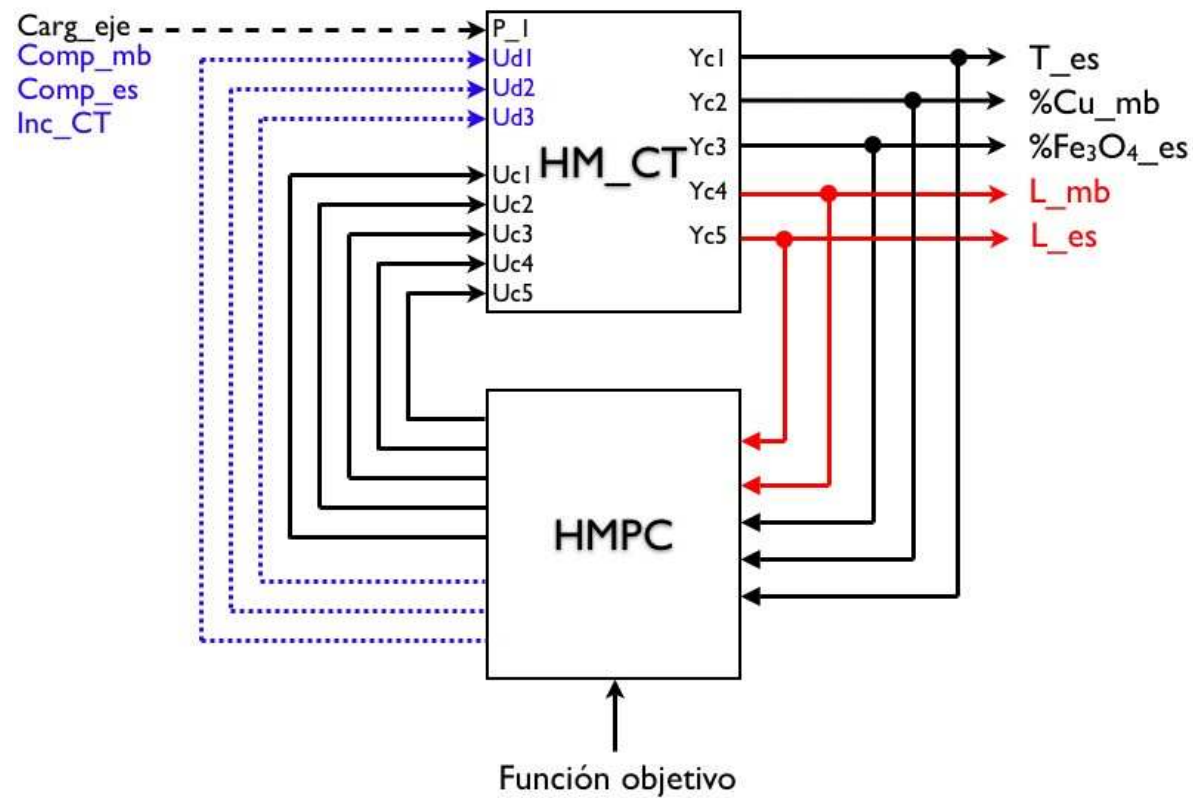 Carg_eje
Comp_mb
Comp_es
Inc_CT
P_1
Ud1
Ud2
Ud3
Uc1
Uc2
Uc3
Uc4
Uc5
HM_CT
Yc1
Yc2
Yc3
Yc4
Yc5
T_es
%Cu_mb
%Fe₃O₄_es
L_mb
L_es
HMPC
Función objetivo